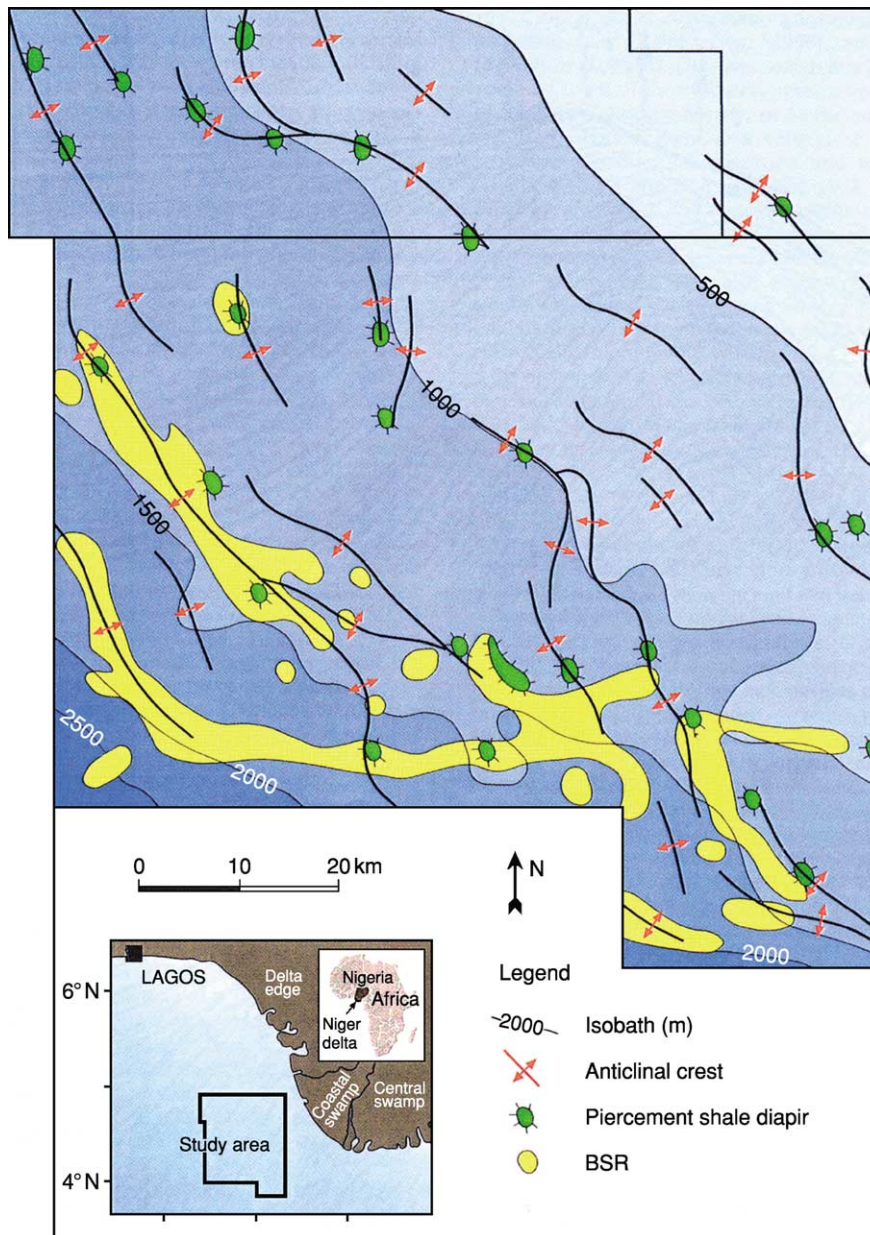 500
1000
1500
2500
2000
2000
0 10 20 km
N
LAGOS
Delta
edge
Nigeria
Africa
Niger
delta
Coastal
swamp
Central
swamp
Study area
6°N
4°N
Legend
2000 Isobath (m)
Anticlinal crest
Piercement shale diapir
BSR